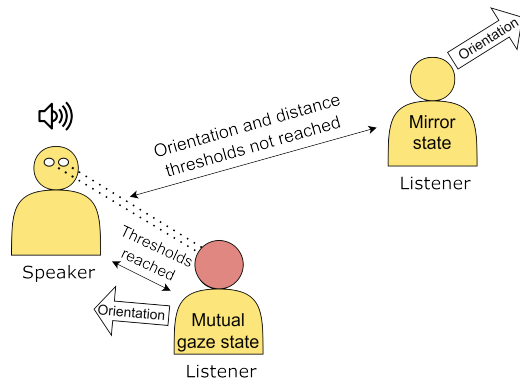 Orientation
Orientation and distance
thresholds not reached
Mirror
state
Listener
Speaker
Thresholds
reached
Orientation
Mutual
gaze state
Listener